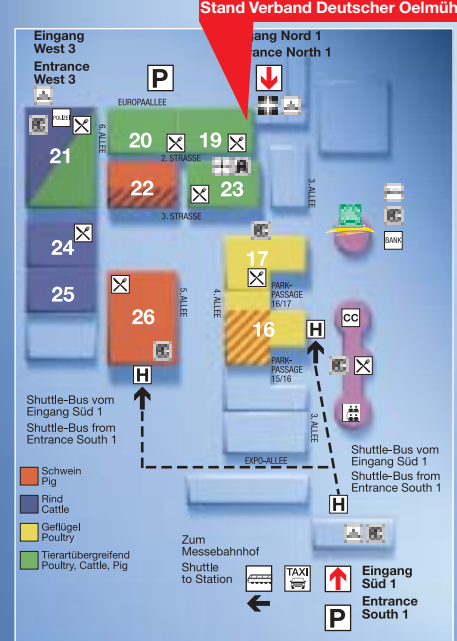 Stand Verband Deutscher Oelmüh
Eingang
West 3
Entrance
West 3
gang Nord 1
rance North 1
P
EUROPAALLEE
POLIZEI
6. ALLEE
20
19
2. STRASSE
21
22
23
3. STRASSE
3. ALLEE
BANK
24
17
25
26
5. ALLEE
4. ALLEE
PARK-
PASSAGE
16/17
16
H
CC
PARK-
PASSAGE
15/16
H
Shuttle-Bus vom
Eingang Süd 1
Shuttle-Bus from
Entrance South 1
3. ALLEE
EXPO-ALLEE
Shuttle-Bus vom
Eingang Süd 1
Shuttle-Bus from
Entrance South 1
H
Schwein
Pig
Rind
Cattle
Geflügel
Poultry
Tierartübergreifend
Poultry, Cattle, Pig
Zum
Messebahnhof
Shuttle
to Station
TAXI
Eingang
Süd 1
P
Entrance
South 1